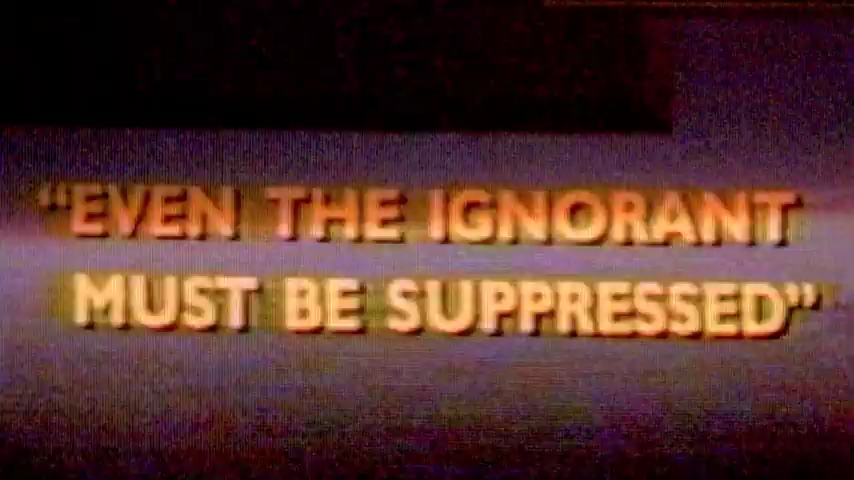 “EVEN THE IGNORANT
MUST BE SUPPRESSED”